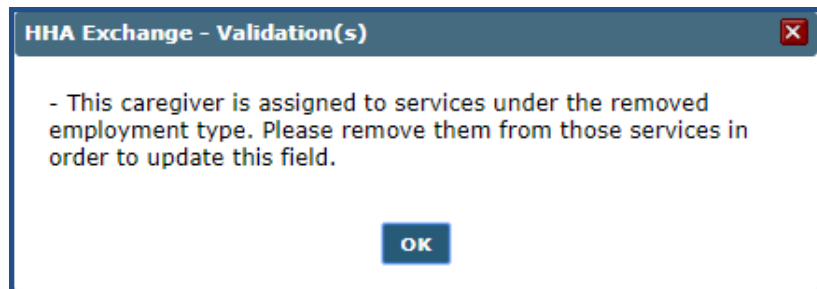 HHA Exchange - Validation(s)
- This caregiver is assigned to services under the removed
employment type. Please remove them from those services in
order to update this field.
OK